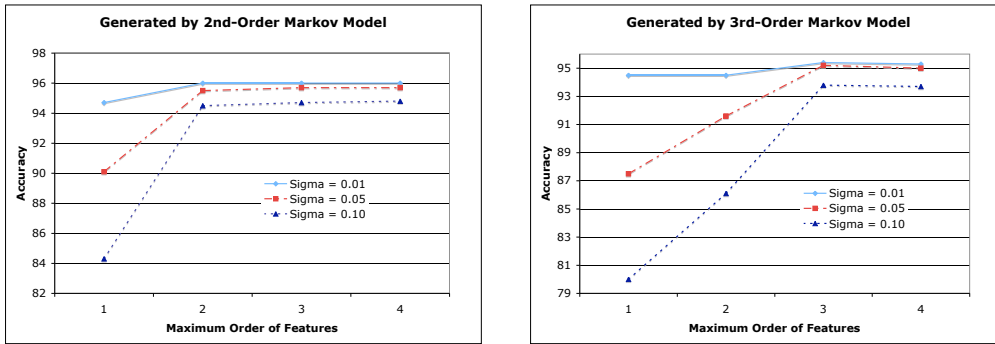 Generated by 2nd-Order Markov Model
98
96
94
92
90
88
86
84
82
Accuracy
Sigma = 0.01
Sigma = 0.05
Sigma = 0.10
1 2 3 4
Maximum Order of Features
Generated by 3rd-Order Markov Model
95
93
91
89
87
85
83
81
79
Accuracy
Sigma = 0.01
Sigma = 0.05
Sigma = 0.10
1 2 3 4
Maximum Order of Features